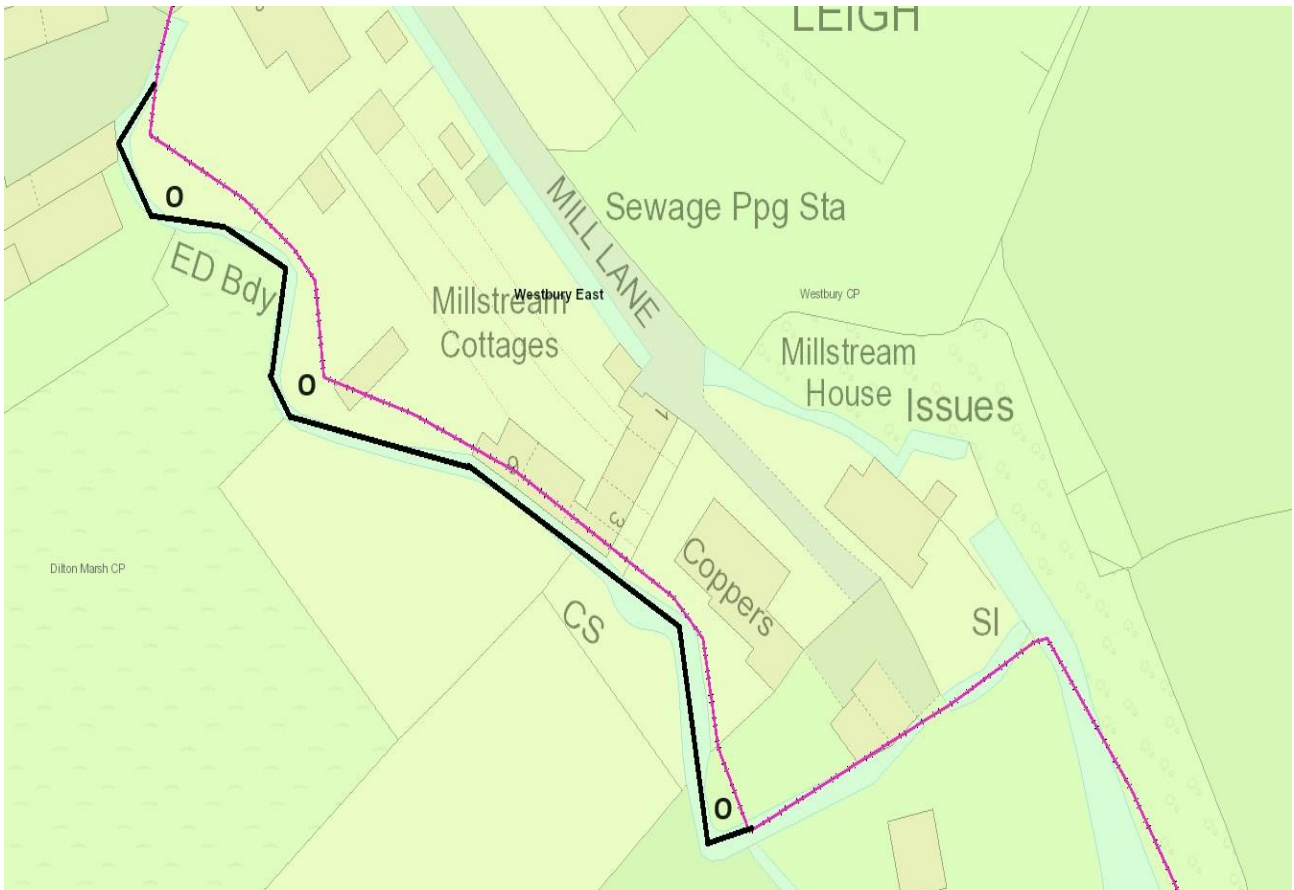 LEIGH
O
Sewage Ppg Sta
MILL LANE
ED Bdy
Westbury East
Westbury CP
Millstream
Cottages
Millstream
House
Issues
O
1
9
3
Coppers
Dilton Marsh CP
CS
SI
O